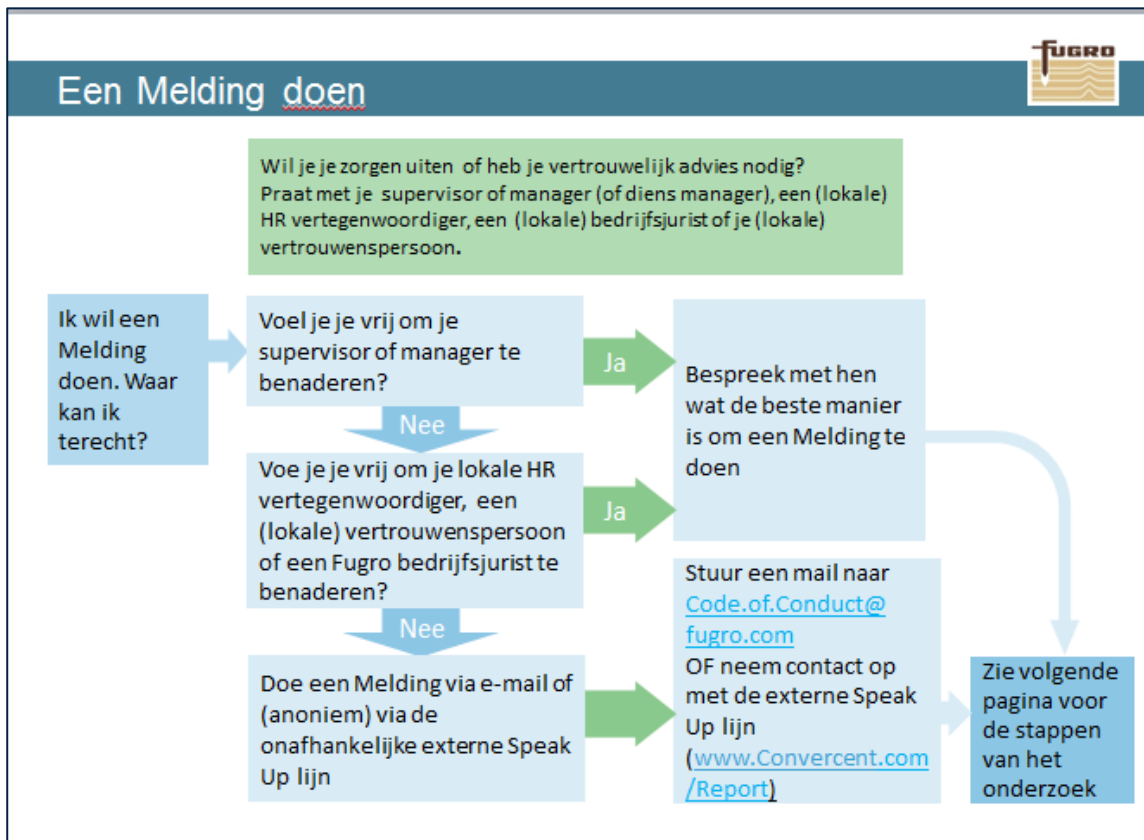 FUGRO
Een Melding doen
Wil je je zorgen uiten of heb je vertrouwelijk advies nodig?
Praat met je supervisor of manager (of diens manager), een (lokale)
HR vertegenwoordiger, een (lokale) bedrijfsjurist of je (lokale)
vertrouwenspersoon.
Ik wil een
Melding
doen. Waar
kan ik
terecht?
Voel je je vrij om je
supervisor of manager te
benaderen?
Ja
Nee
Bespreek met hen
wat de beste manier
is om een Melding te
doen
Voe je je vrij om je lokale HR
vertegenwoordiger, een
(lokale) vertrouwenspersoon
of een Fugro bedrijfsjurist te
benaderen?
Ja
Nee
Doe een Melding via e-mail of
(anoniem) via de
onafhankelijke externe Speak
Up lijn
Stuur een mail naar
Code.of.Conduct@
fugro.com
OF neem contact op
met de externe Speak
Up lijn
(www.Convercent.com
/Report)
Zie volgende
pagina voor
de stappen
van het
onderzoek